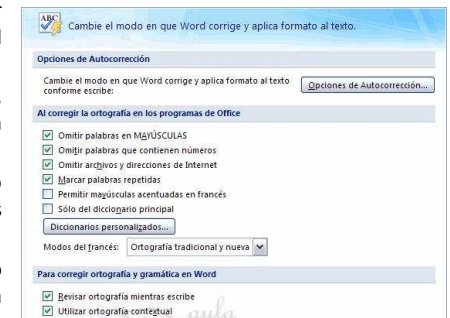 Cambie el modo en que Word corrige y aplica formato al texto.
Opciones de Autocorrección
Cambie el modo en que Word corrige y aplica formato al texto
conforme escribe:
Opciones de Autocorrección...
Al corregir la ortografía en los programas de Office
Omitir palabras en MAYÚSCULAS
Omitir palabras que contienen números
Omitir archivos y direcciones de Internet
Marcar palabras repetidas
Permitir mayúsculas acentuadas en francés
Sólo del diccionario principal
Diccionarios personalizados...
Modos del francés: Ortografía tradicional y nueva
Para corregir ortografía y gramática en Word
Revisar ortografía mientras escribe
Utilizar ortografía contextual
aula